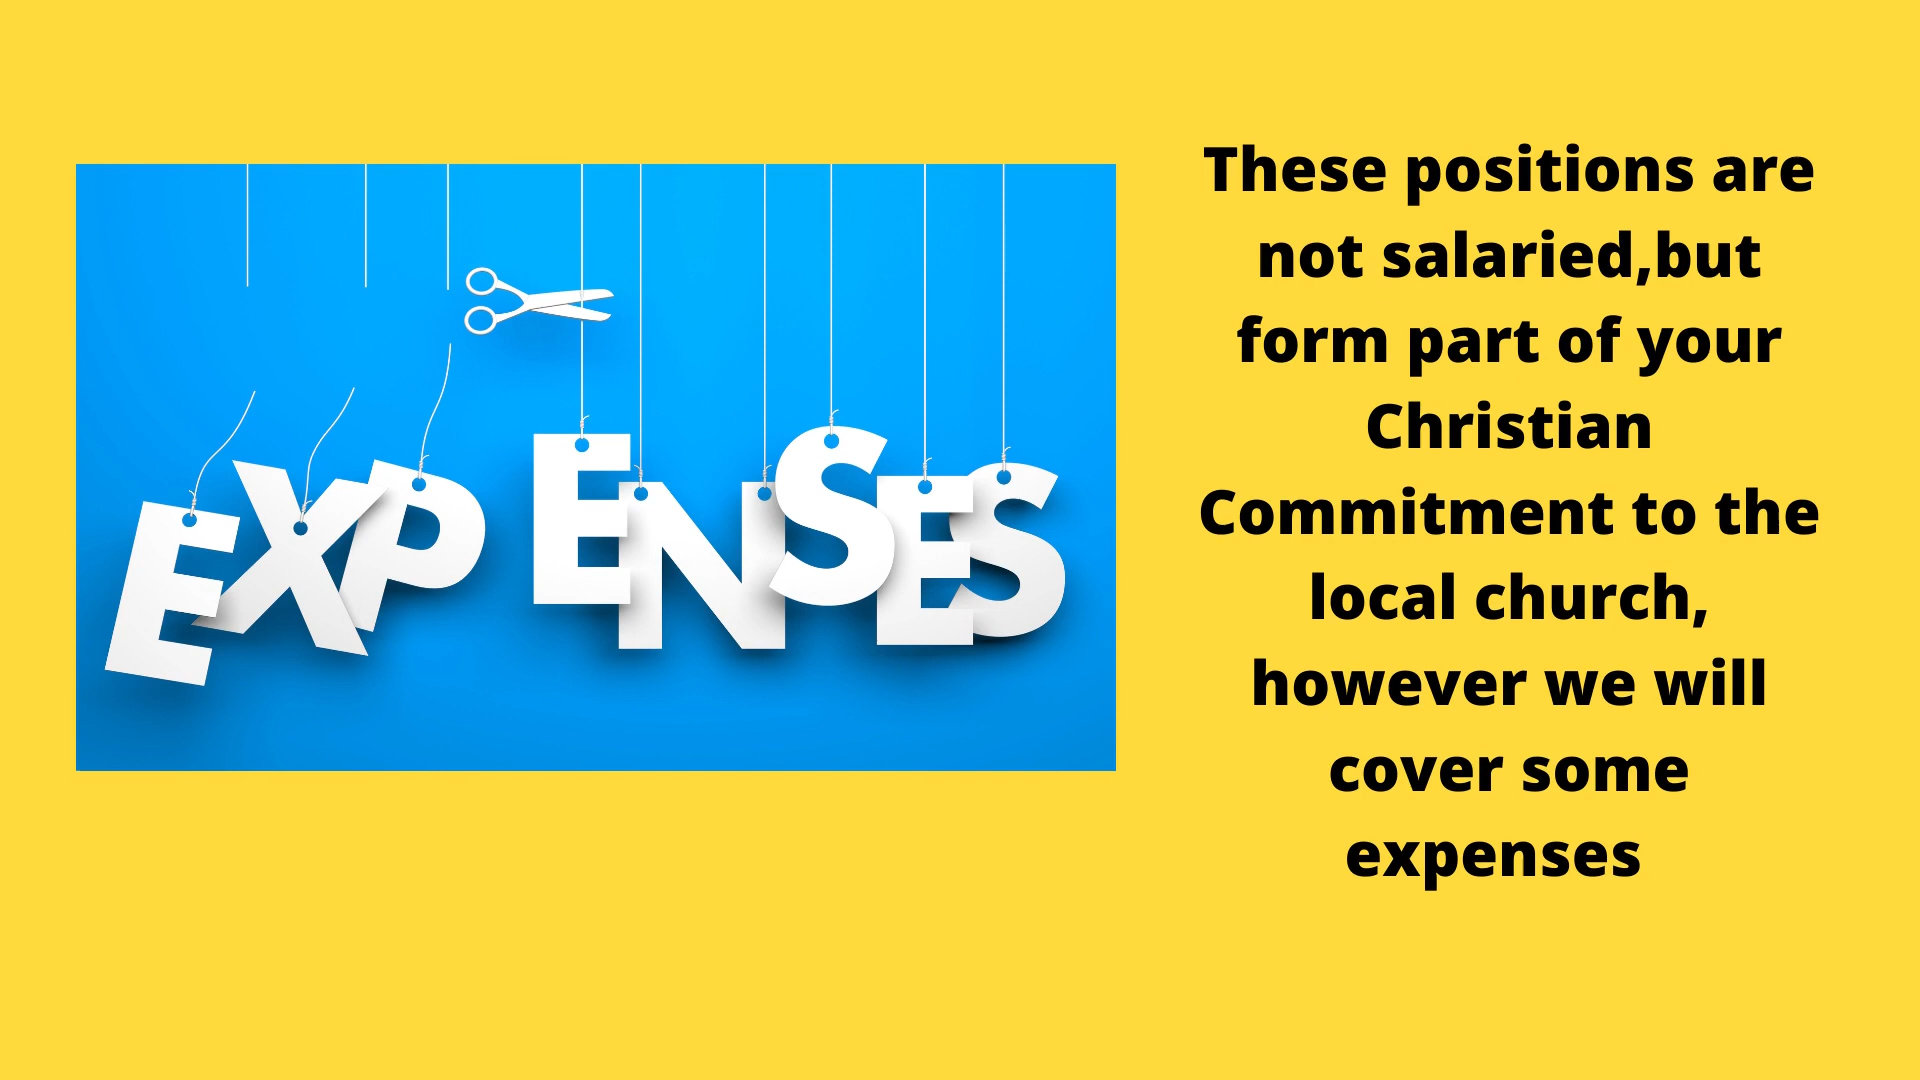 EXPENSES
These positions are
not salaried,but
form part of your
Christian
Commitment to the
local church,
however we will
cover some
expenses